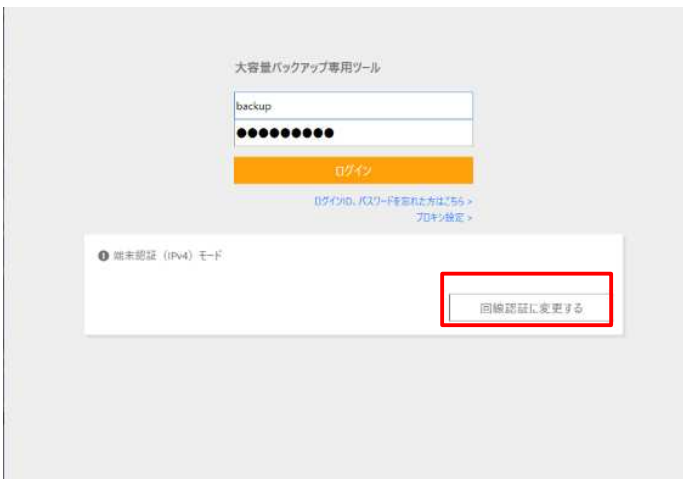 大容量バックアップ専用ツール
backup
●●●●●●●●●
ログイン
ログインID、パスワードを忘れた方はこちら >
プロキシ設定 >
端末認証（IPv4）モード
回線認証に変更する